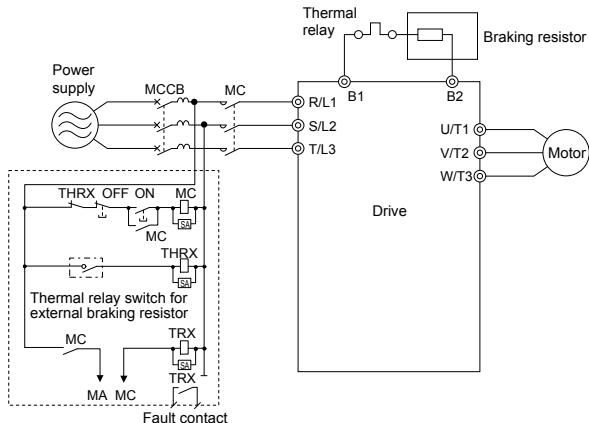 Thermal
relay
Braking resistor
B1
B2
Power
supply
MCCB
MC
R/L1
S/L2
T/L3
U/T1
V/T2
W/T3
Motor
Drive
THRX OFF ON
MC
SA
MC
THRX
SA
Thermal relay switch for
external braking resistor
MC
TRX
SA
MA MC
TRX
Fault contact